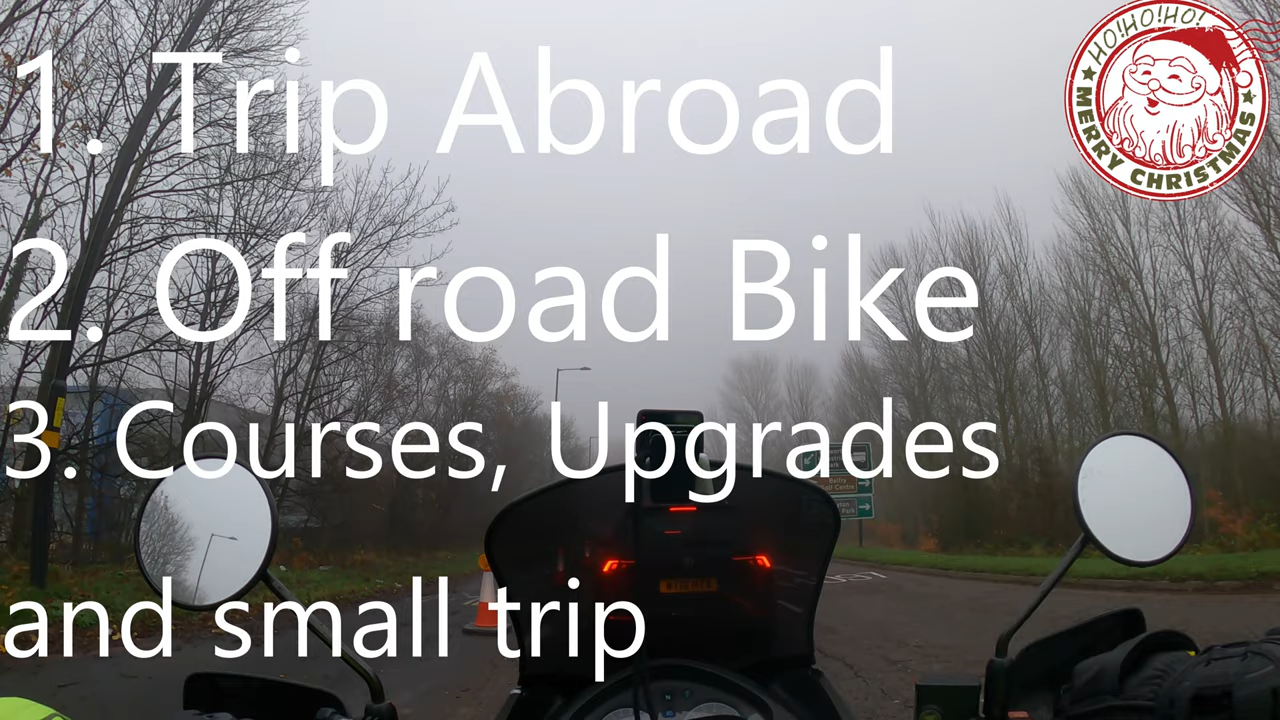 1. Trip Abroad
2. Off road Bike
3. Courses, Upgrades
and small trip
HO!HO!HO!
MERRY CHRISTMAS